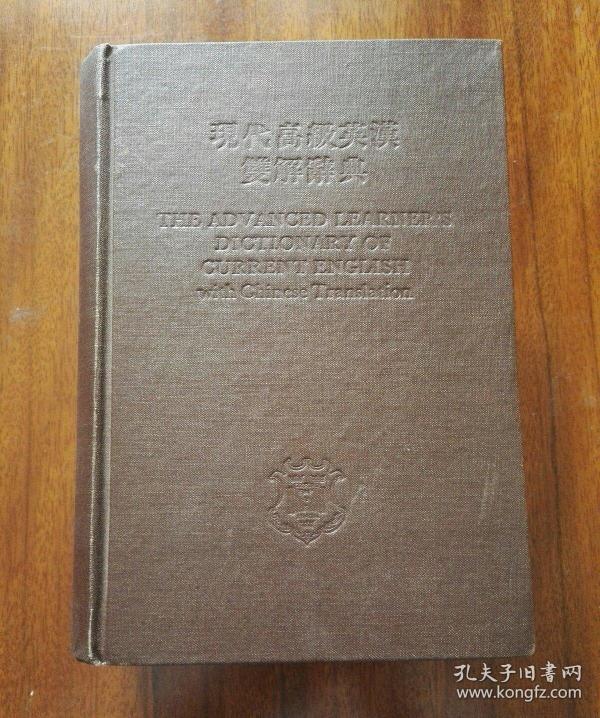 現代高級英漢
雙解辭典
THE ADVANCED LEARNER'S
DICTIONARY OF
CURRENT ENGLISH
with Chinese Translation
孔夫子旧書网
www.kongfz.com